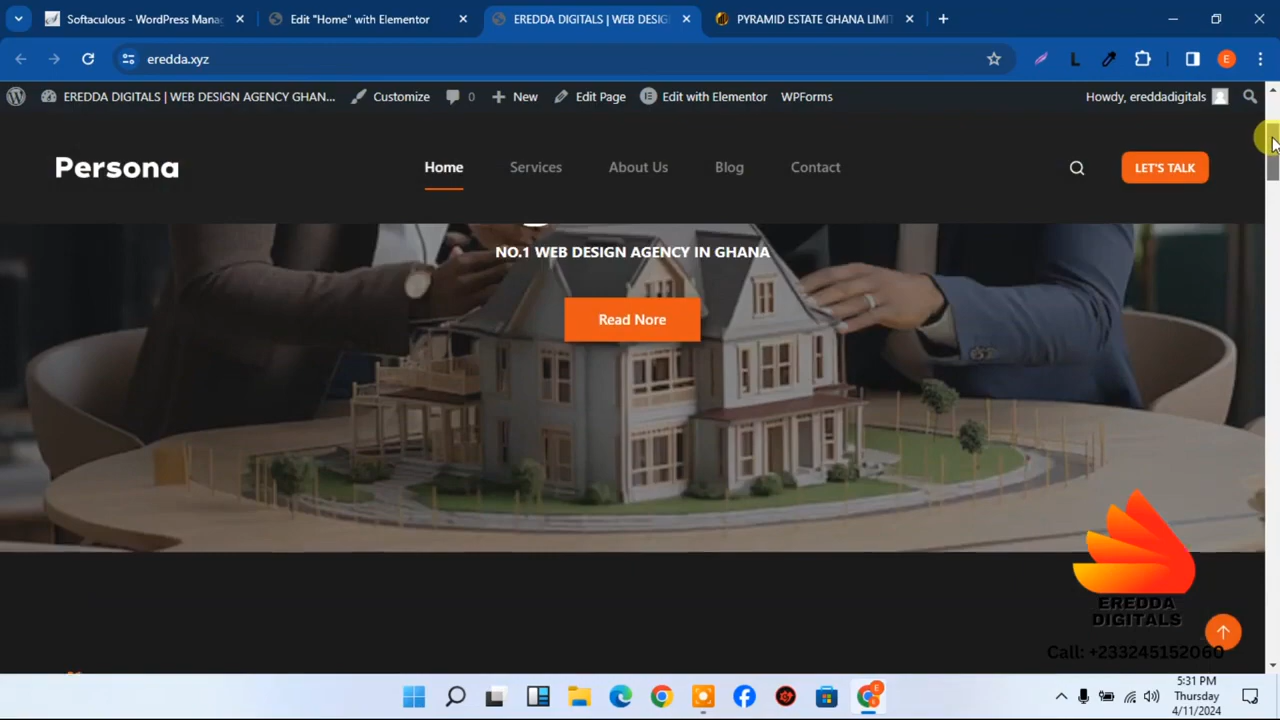 Softaculous - WordPress Mana
Edit "Home" with Elementor
EREDDA DIGITALS | WEB DESIG
PYRAMID ESTATE GHANA LIMIT
eredda.xyz
L
E
EREDDA DIGITALS | WEB DESIGN AGENCY GHAN...
Customize
0
New
Edit Page
Edit with Elementor
WPForms
Howdy, ereddadigitals
Persona
Home
Services
About Us
Blog
Contact
LET'S TALK
NO.1 WEB DESIGN AGENCY IN GHANA
Read Nore
EREDDA
DIGITALS
Call: +233245152060
E
5:31 PM
Thursday
4/11/2024